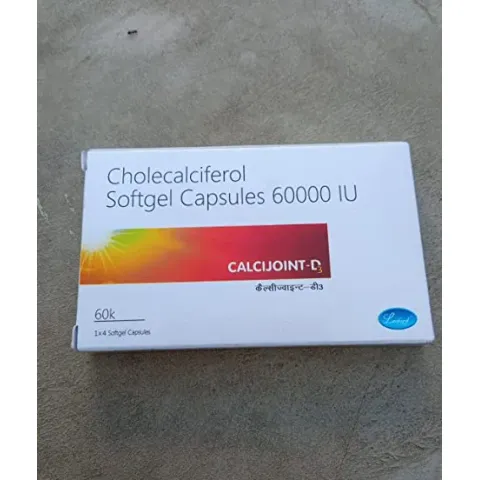 Cholecalciferol
Softgel Capsules 60000 IU
CALCIJOINT-D3
कैल्सीज्वाइन्ट-डी3
60k
1x4 Softgel Capsules